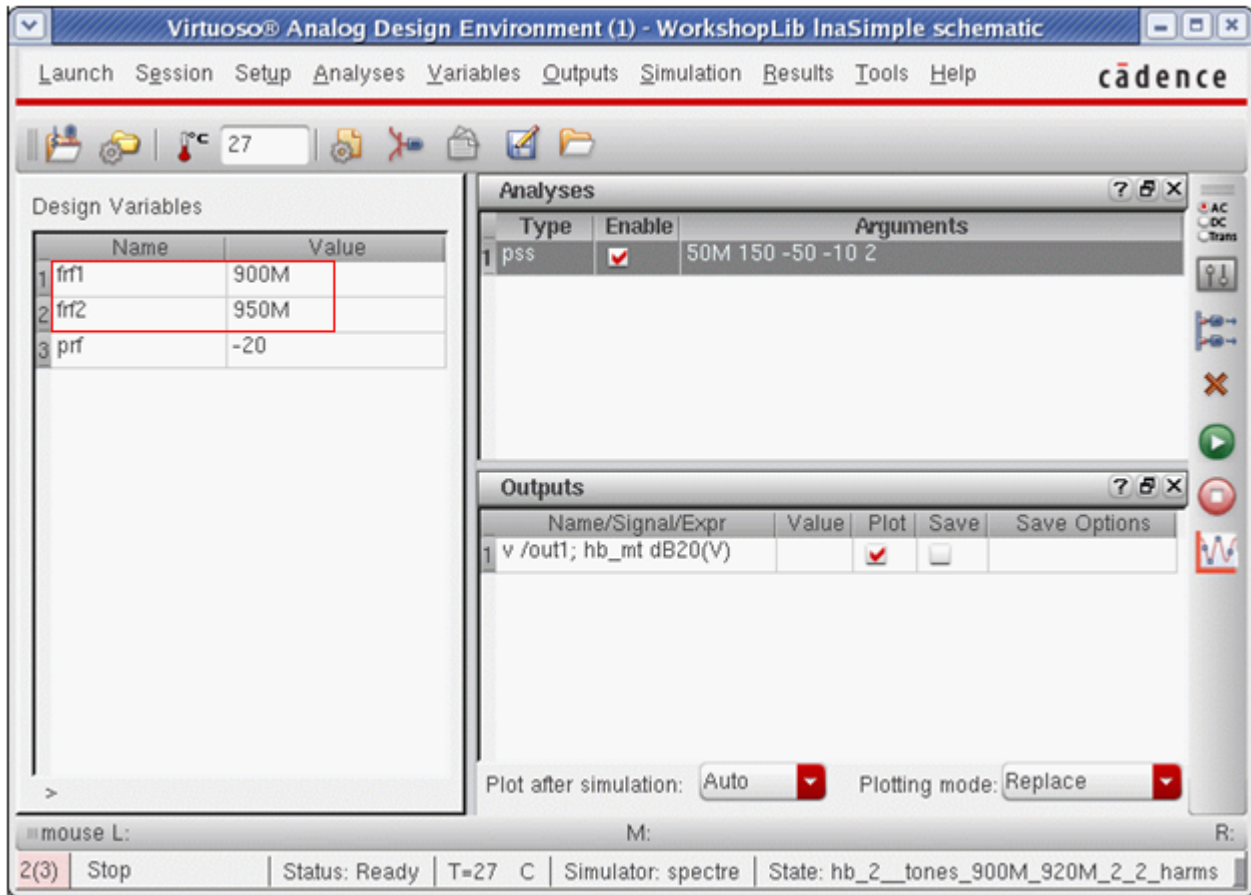 Virtuoso® Analog Design Environment (1) - WorkshopLib lnaSimple schematic
Launch Session Setup Analyses Variables Outputs Simulation Results Tools Help cādence
°C 27
Design Variables
Name Value
1 frf1 900M
2 frf2 950M
3 prf -20
>
Analyses
Type Enable Arguments
1 pss 50M 150 -50 -10 2
AC
DC
Trans
Outputs
Name/Signal/Expr Value Plot Save Save Options
1 v /out1; hb_mt dB20(V)
Plot after simulation: Auto Plotting mode: Replace
mouse L: M: R:
2(3) Stop Status: Ready T=27 C Simulator: spectre State: hb_2__tones_900M_920M_2_2_harms